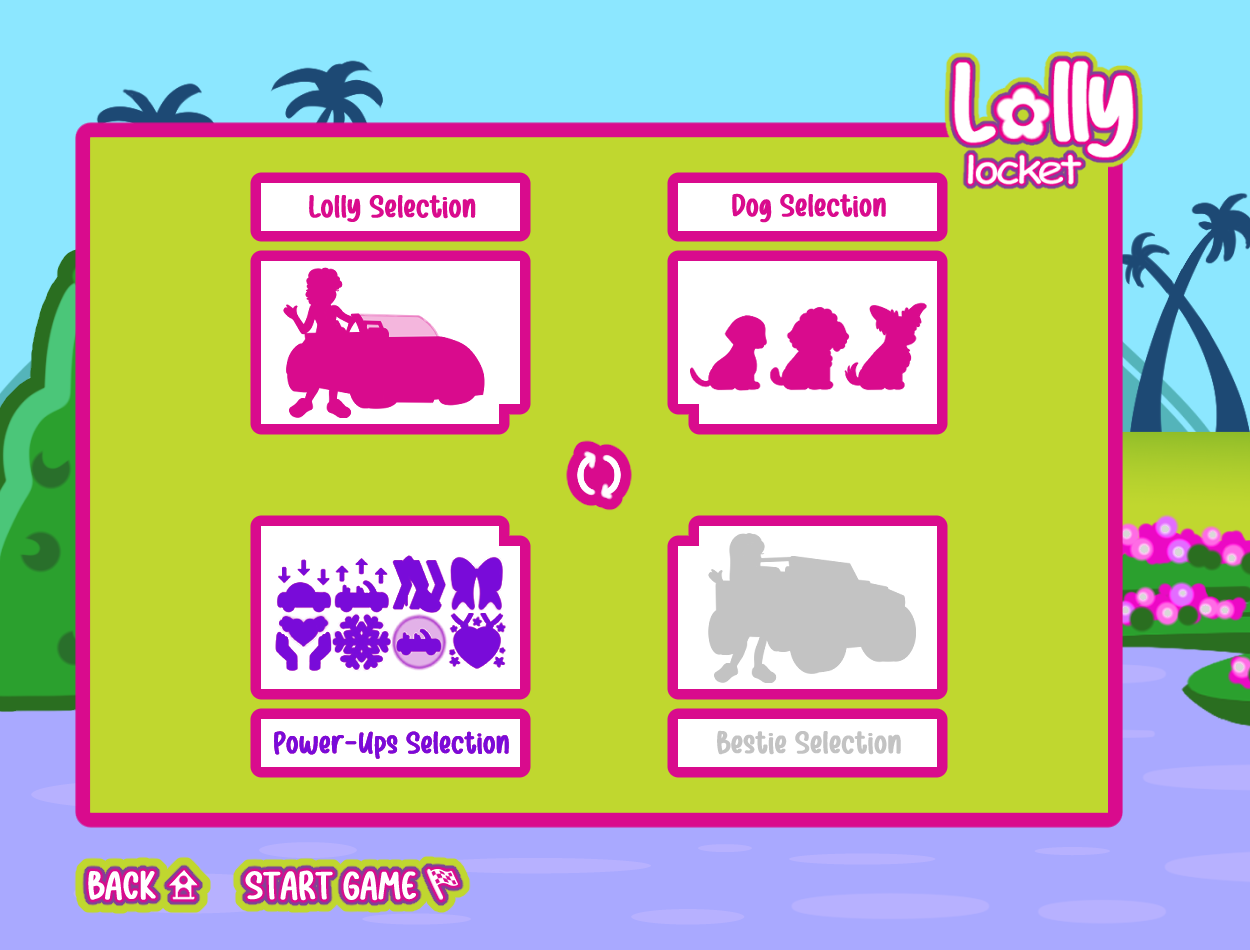 Lolly
locket
Lolly Selection
Dog Selection
Power-Ups Selection
Bestie Selection
BACK
START GAME